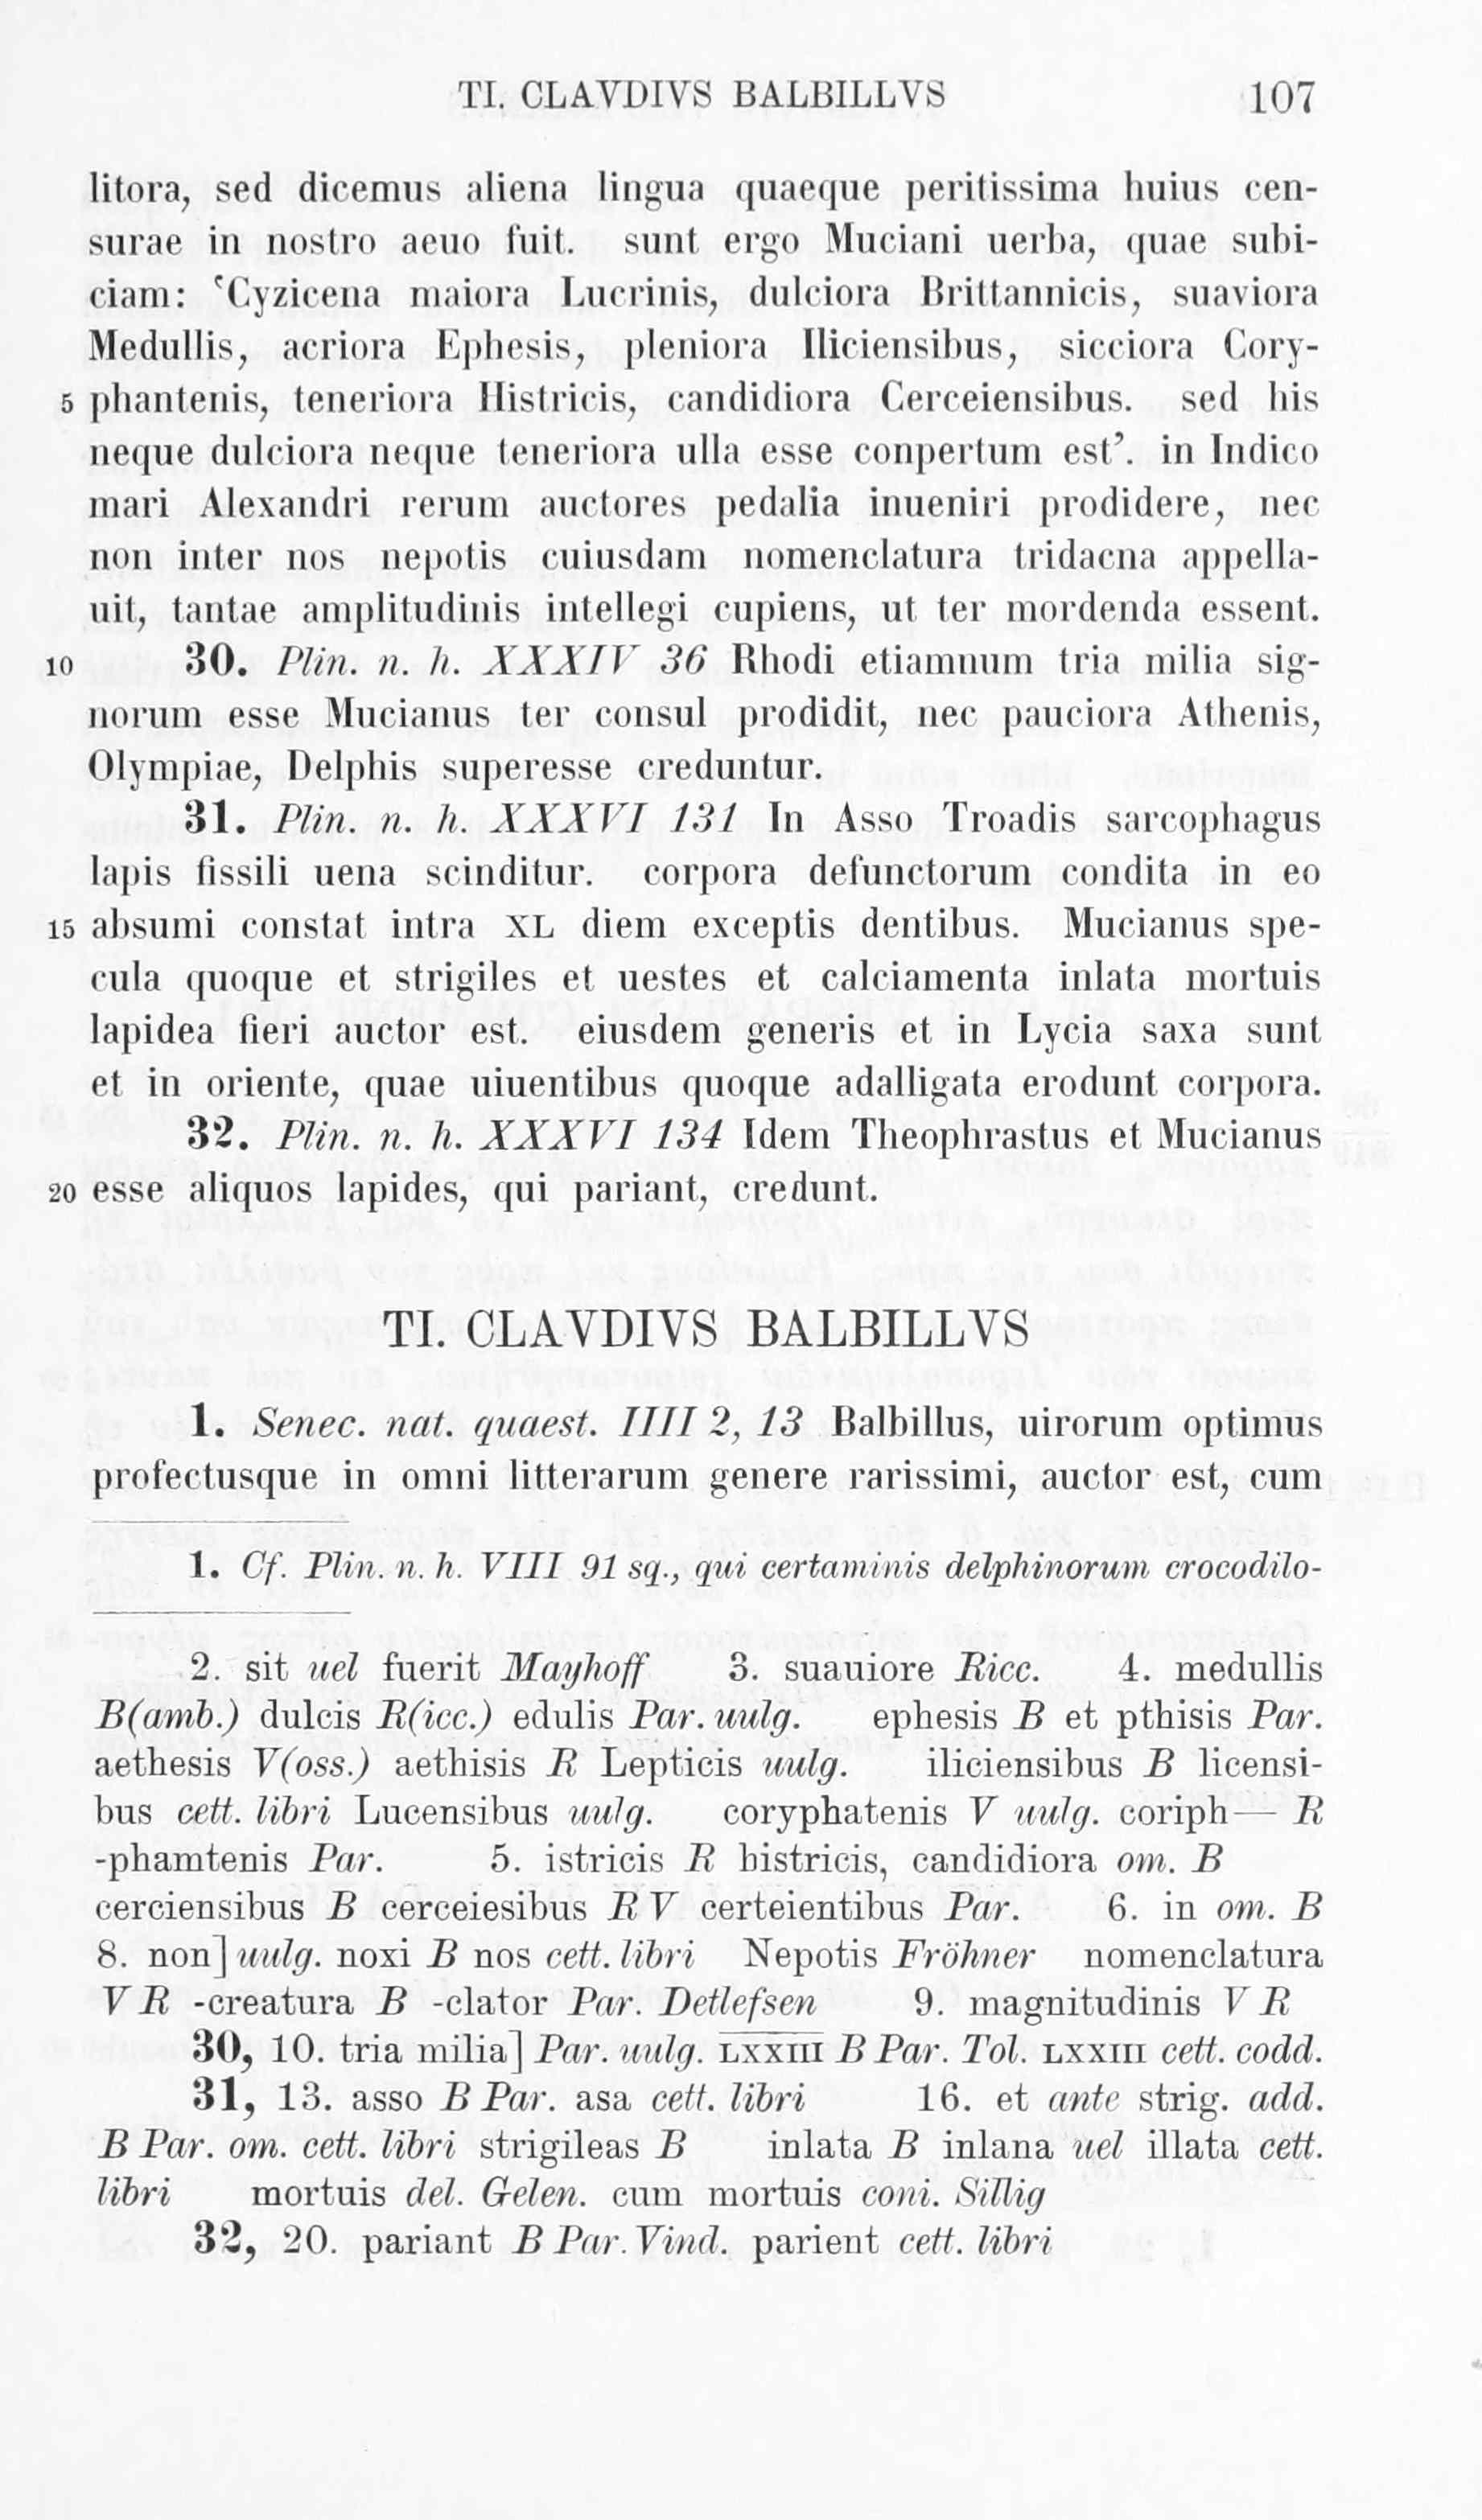 TI. CLAVDIVS BALBILLVS 107
litora, sed dicemus aliena lingua quaeque peritissima huius cen-
surae in nostro aeuo fuit. sunt ergo Muciani uerba, quae subi-
ciam: ‘Cyzicena maiora Lucrinis, dulciora Brittannicis, suaviora
Medullis, acriora Ephesis, pleniora Iliciensibus, sicciora Cory-
5 phantenis, teneriora Histricis, candidiora Cerceiensibus. sed his
neque dulciora neque teneriora ulla esse conpertum est’. in Indico
mari Alexandri rerum auctores pedalia inueniri prodidere, nec
non inter nos nepotis cuiusdam nomenclatura tridacna appella-
uit, tantae amplitudinis intellegi cupiens, ut ter mordenda essent.
10 30. Plin. n. h. XXXIV 36 Rhodi etiamnum tria milia sig-
norum esse Mucianus ter consul prodidit, nec pauciora Athenis,
Olympiae, Delphis superesse creduntur.
31. Plin. n. h. XXXVI 131 In Asso Troadis sarcophagus
lapis fissili uena scinditur. corpora defunctorum condita in eo
15 absumi constat intra XL diem exceptis dentibus. Mucianus spe-
cula quoque et strigiles et uestes et calciamenta inlata mortuis
lapidea fieri auctor est. eiusdem generis et in Lycia saxa sunt
et in oriente, quae uiuentibus quoque adalligata erodunt corpora.
32. Plin. n. h. XXXVI 134 Idem Theophrastus et Mucianus
20 esse aliquos lapides, qui pariant, credunt.
TI. CLAVDIVS BALBILLVS
1. Senec. nat. quaest. IIII 2, 13 Balbillus, uirorum optimus
profectusque in omni litterarum genere rarissimi, auctor est, cum
1. Cf. Plin. n. h. VIII 91 sq., qui certaminis delphinorum crocodilo-
2. sit uel fuerit Mayhoff 3. suauiore Ricc. 4. medullis
B(amb.) dulcis R(icc.) edulis Par. uulg. ephesis B et pthisis Par.
aethesis V(oss.) aethisis R Lepticis uulg. iliciensibus B licensi-
bus cett. libri Lucensibus uulg. coryphatenis V uulg. coriph— R
-phamtenis Par. 5. istricis R histricis, candidiora om. B
cerciensibus B cerceiesibus R V certeientibus Par. 6. in om. B
8. non] uulg. noxi B nos cett. libri Nepotis Fröhner nomenclatura
V R -creatura B -clator Par. Detlefsen 9. magnitudinis V R
30, 10. tria milia] Par. uulg. LXXIII B Par. Tol. LXXIII cett. codd.
31, 13. asso B Par. asa cett. libri 16. et ante strig. add.
B Par. om. cett. libri strigileas B inlata B inlana uel illata cett.
libri mortuis del. Gelen. cum mortuis coni. Sillig
32, 20. pariant B Par. Vind. parient cett. libri